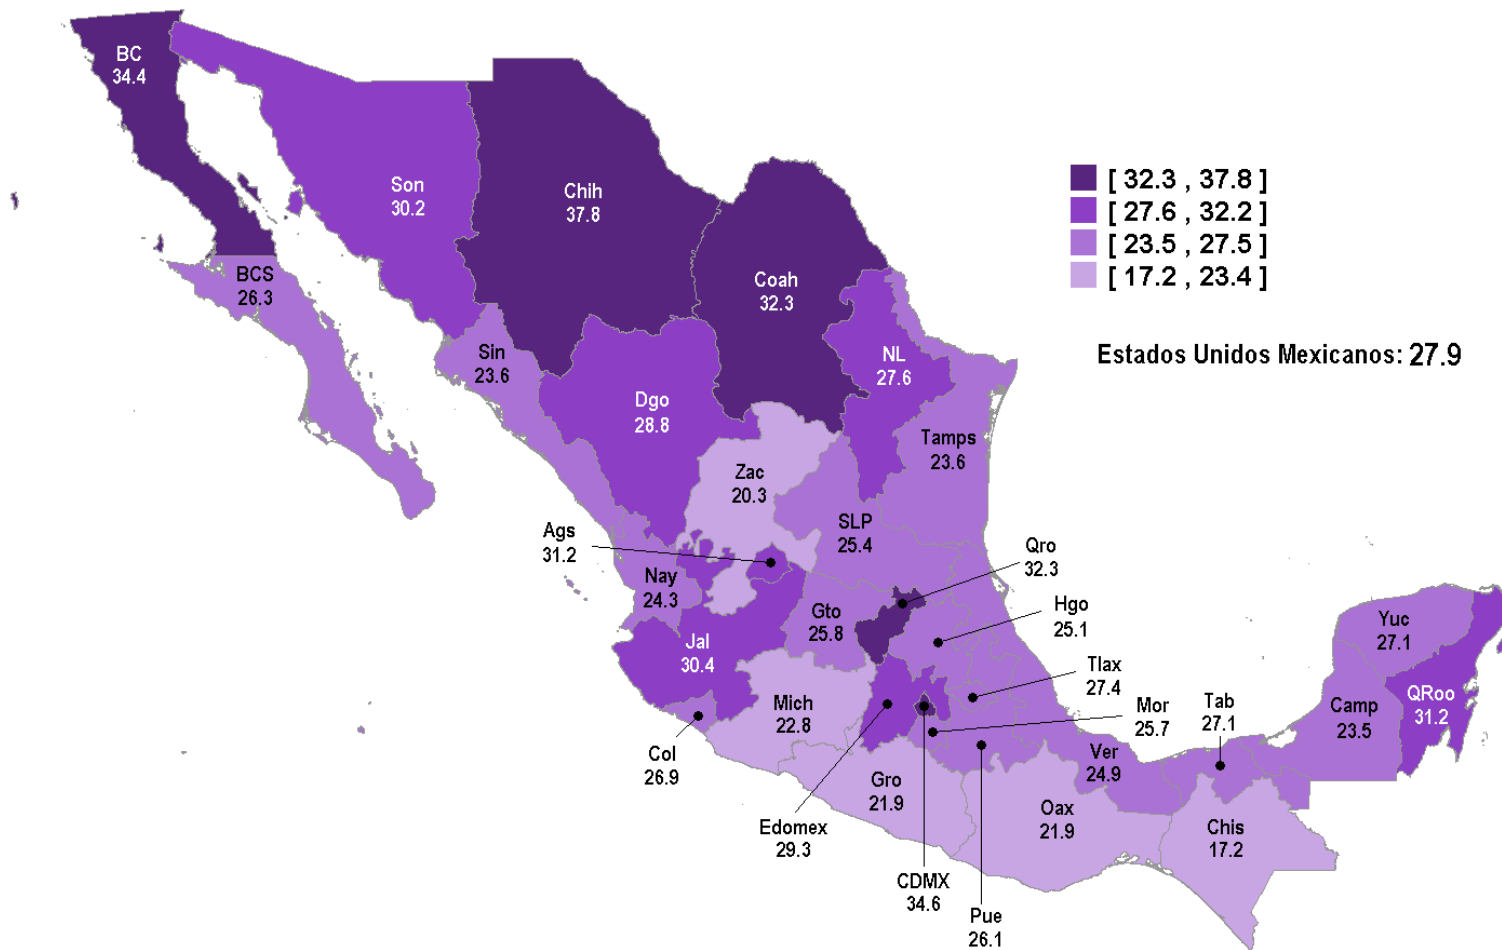 BC
34.4
Son
30.2
Chih
37.8
[ 32.3 , 37.8 ]
[ 27.6 , 32.2 ]
[ 23.5 , 27.5 ]
[ 17.2 , 23.4 ]
BCS
26.3
Coah
32.3
Estados Unidos Mexicanos: 27.9
Sin
23.6
NL
27.6
Dgo
28.8
Tamps
23.6
Zac
20.3
Ags
31.2
SLP
25.4
Qro
32.3
Nay
24.3
Gto
25.8
Hgo
25.1
Yuc
27.1
Jal
30.4
Tlax
27.4
Mich
22.8
Mor
25.7
Tab
27.1
Camp
23.5
QRoo
31.2
Col
26.9
Ver
24.9
Gro
21.9
Oax
21.9
Edomex
29.3
Chis
17.2
CDMX
34.6
Pue
26.1